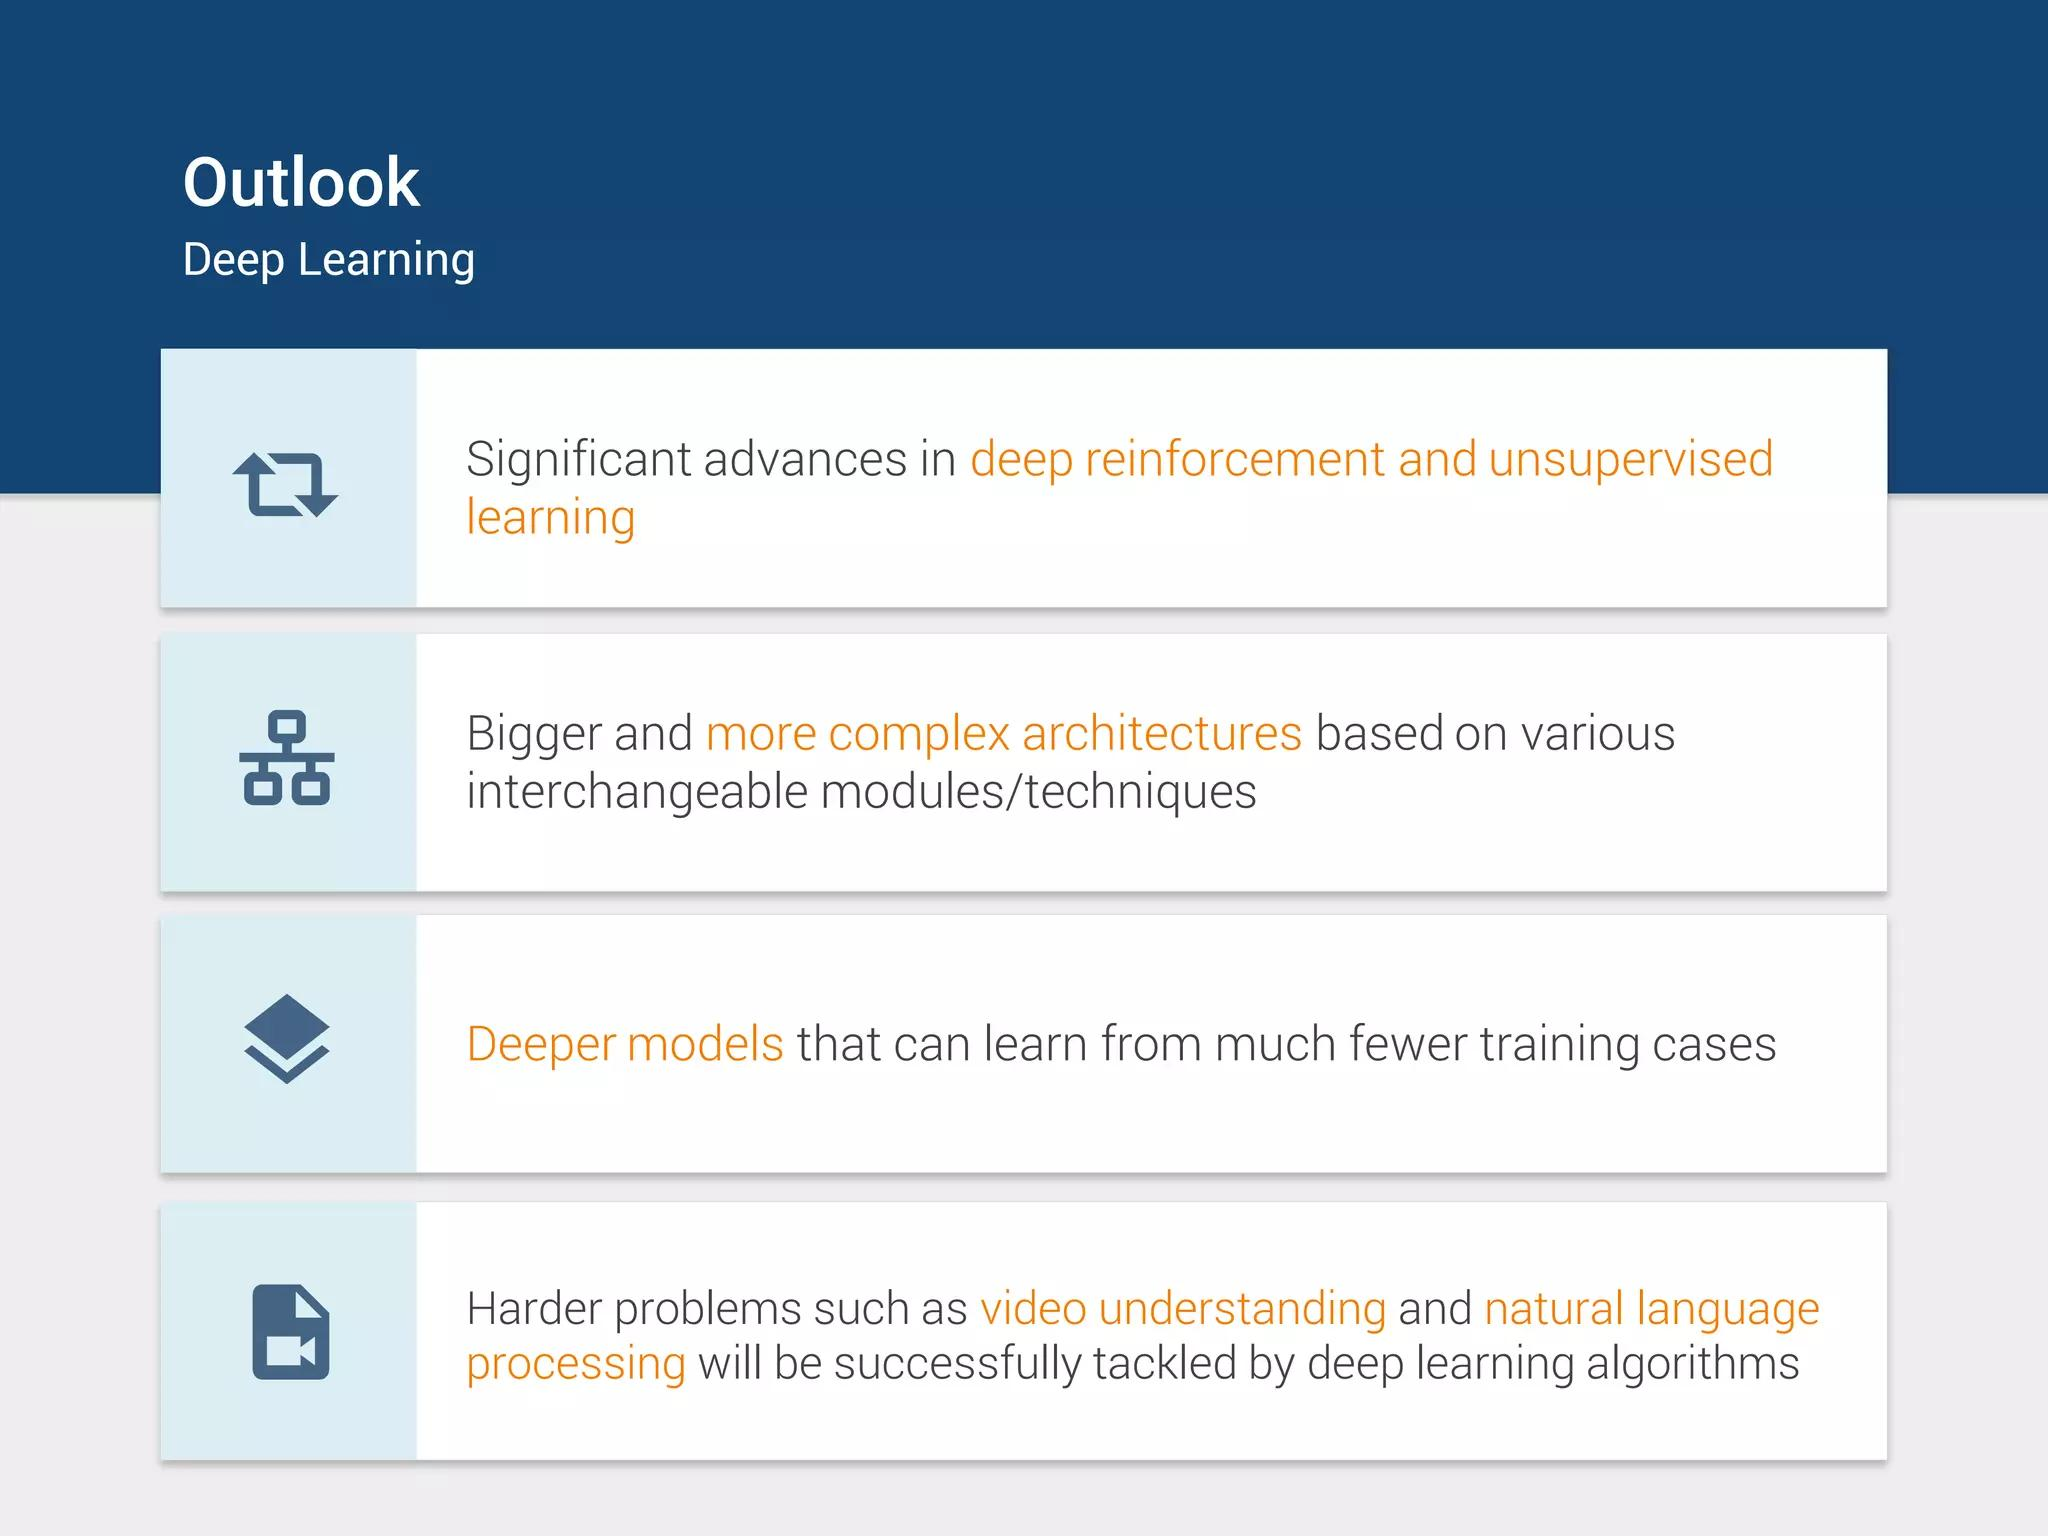 Outlook
Deep Learning
Significant advances in deep reinforcement and unsupervised
learning
Bigger and more complex architectures based on various
interchangeable modules/techniques
Deeper models that can learn from much fewer training cases
Harder problems such as video understanding and natural language
processing will be successfully tackled by deep learning algorithms